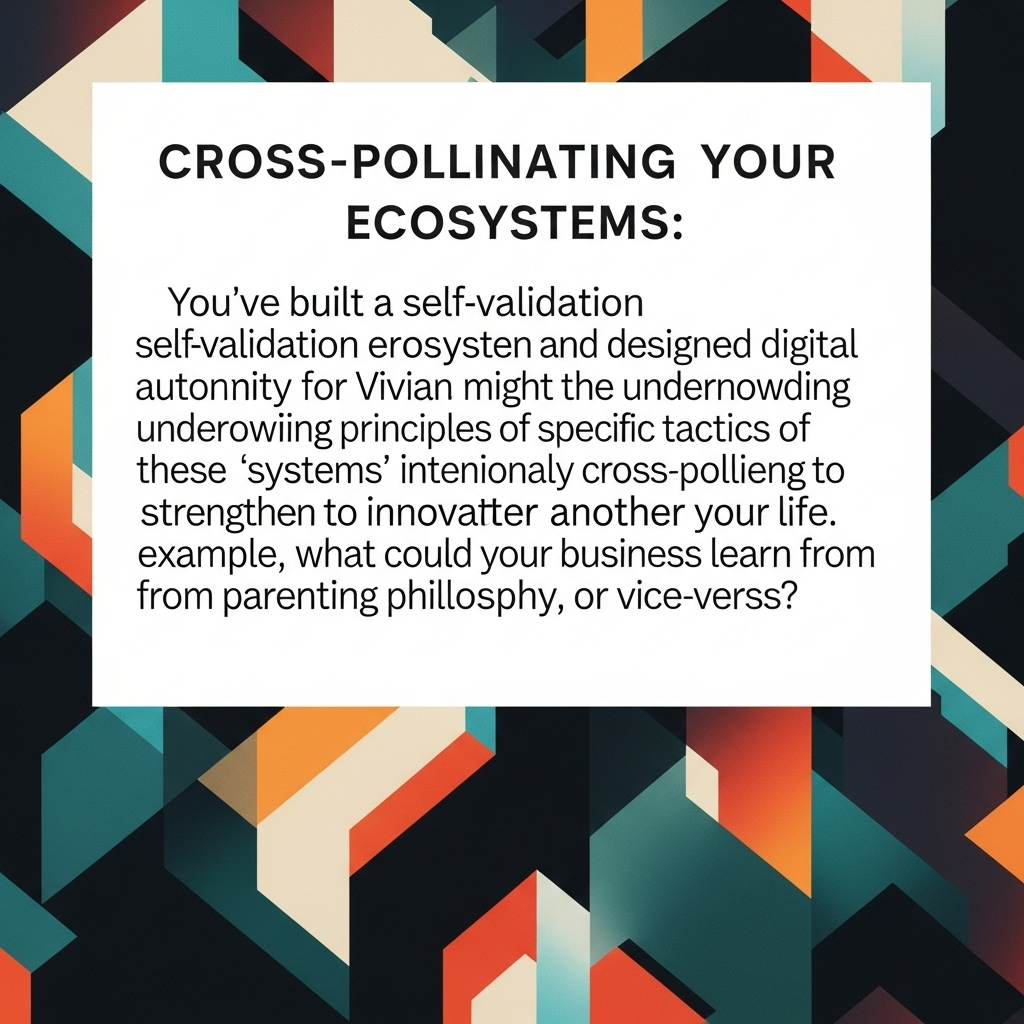 CROSS-POLLINATING YOUR
ECOSYSTEMS:
You've built a self-validation
self-validation erosysten and designed digital
autonnity for Vivian might the undernowding
underowiing principles of specific tactics of
these 'systems' intenionaly cross-pollieng to
strengthen to innovatter another your life.
example, what could your business learn from
from parenting phillosphy, or vice-verss?